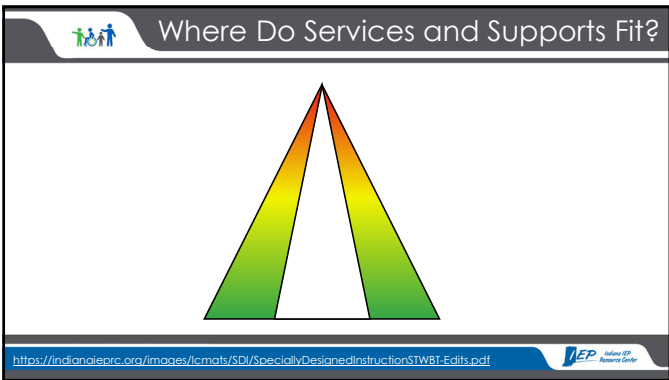 Where Do Services and Supports Fit?
https://indianaieprc.org/images/lcmats/SDI/SpeciallyDesignedInstructionSTWBT-Edits.pdf
IEP Indiana IEP
Resource Center